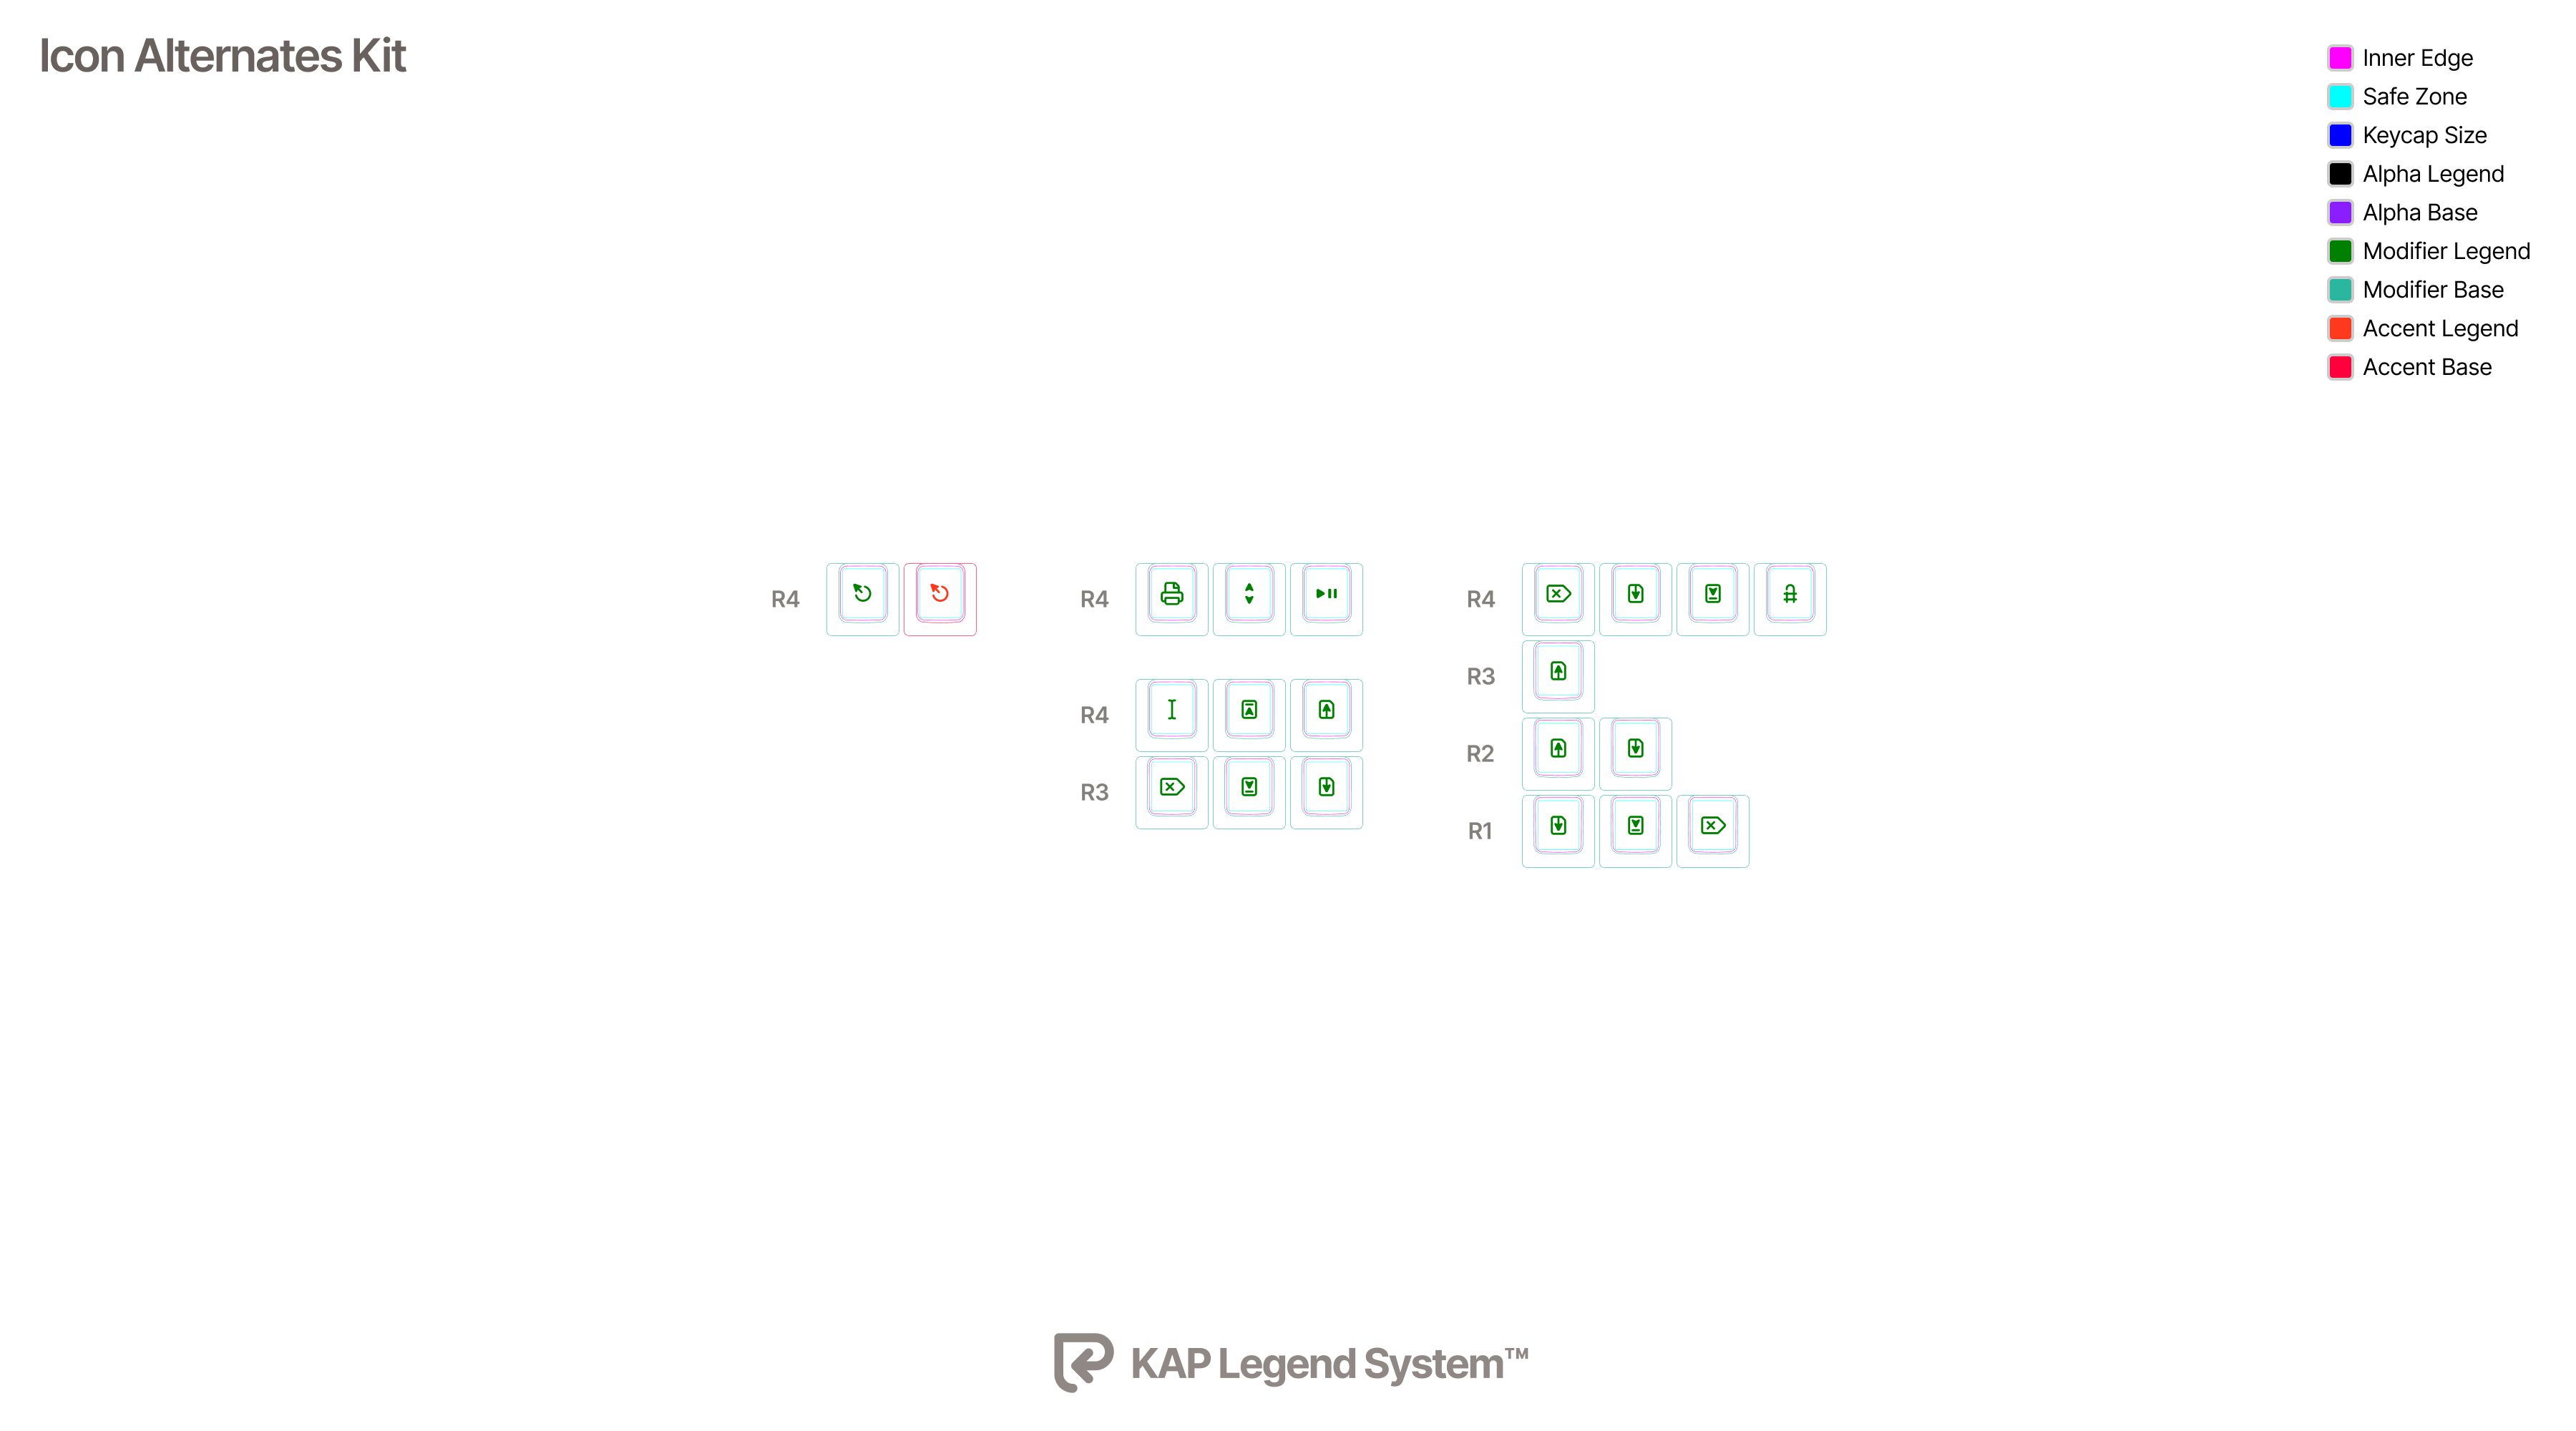 Icon Alternates Kit
Inner Edge
Safe Zone
Keycap Size
Alpha Legend
Alpha Base
Modifier Legend
Modifier Base
Accent Legend
Accent Base
R4
R4
R4
R3
R4
R3
R2
R1
KAP Legend System™